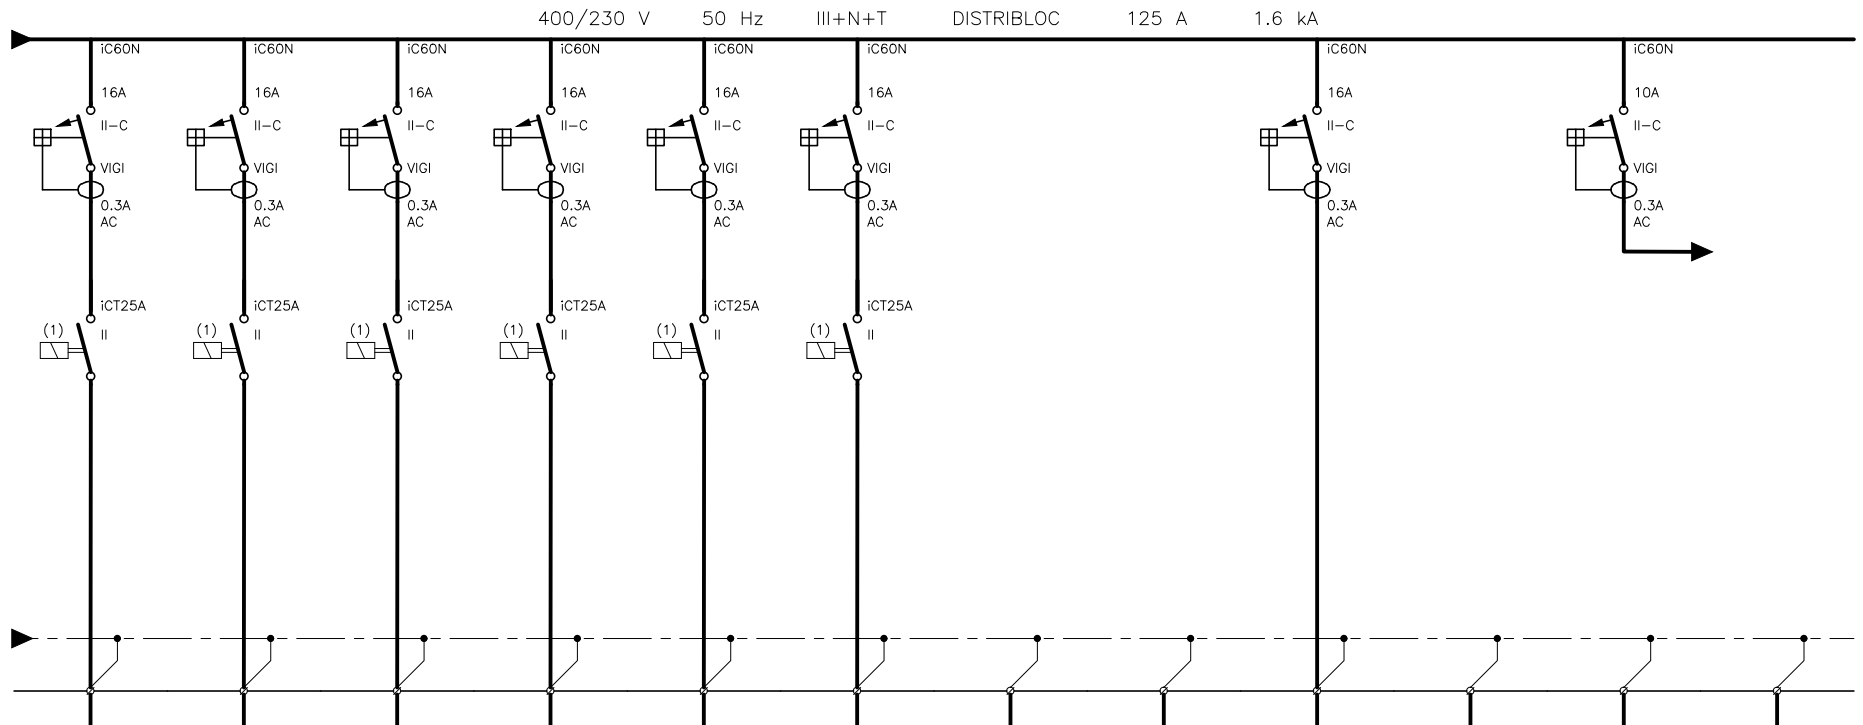 400/230 V 50 Hz III+N+T DISTRIBLOC 125 A 1.6 kA
iC60N iC60N iC60N iC60N iC60N iC60N iC60N iC60N
16A 16A 16A 16A 16A 16A 16A 10A
II-C II-C II-C II-C II-C II-C II-C II-C
VIGI VIGI VIGI VIGI VIGI VIGI VIGI VIGI
0.3A 0.3A 0.3A 0.3A 0.3A 0.3A 0.3A 0.3A
AC AC AC AC AC AC AC AC
iCT25A iCT25A iCT25A iCT25A iCT25A iCT25A
(1) II (1) II (1) II (1) II (1) II (1) II